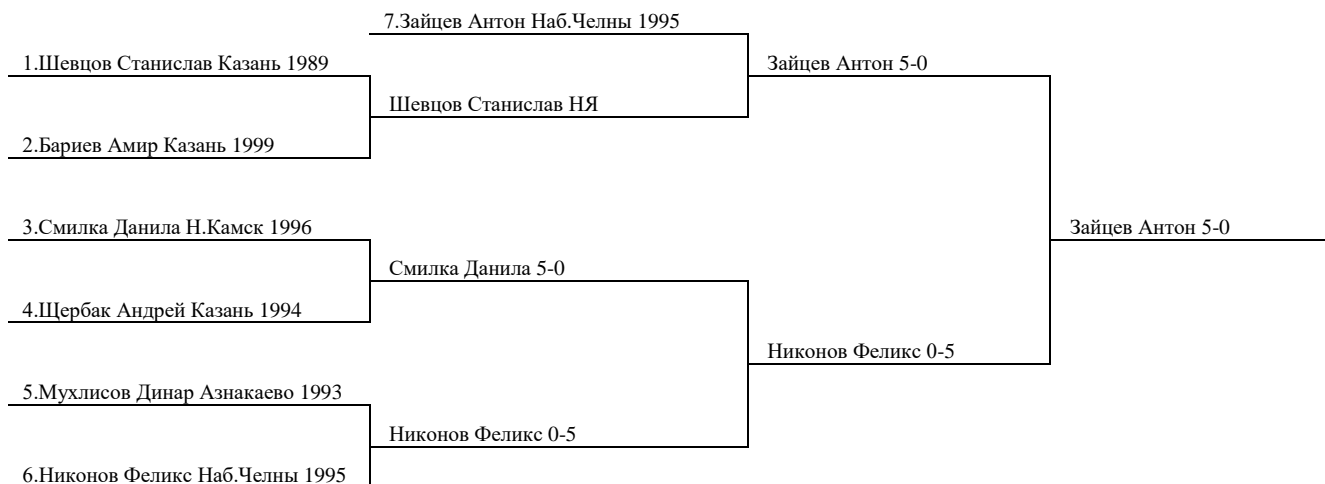 7.Зайцев Антон Наб.Челны 1995
1.Шевцов Станислав Казань 1989
Зайцев Антон 5-0
Шевцов Станислав НЯ
2.Бариев Амир Казань 1999
3.Смилка Данила Н.Камск 1996
Зайцев Антон 5-0
Смилка Данила 5-0
4.Щербак Андрей Казань 1994
Никонов Феликс 0-5
5.Мухлисов Динар Азнакаево 1993
Никонов Феликс 0-5
6.Никонов Феликс Наб.Челны 1995